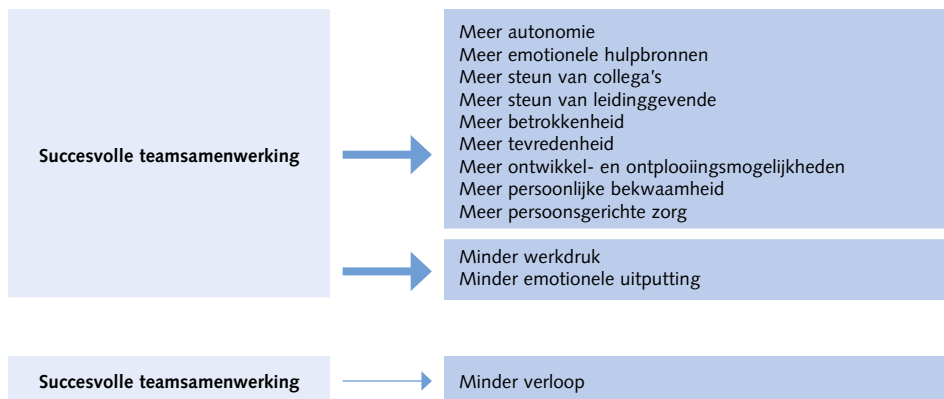 Succesvolle teamsamenwerking
Meer autonomie
Meer emotionele hulpbronnen
Meer steun van collega's
Meer steun van leidinggevende
Meer betrokkenheid
Meer tevredenheid
Meer ontwikkel- en ontplooiingsmogelijkheden
Meer persoonlijke bekwaamheid
Meer persoonsgerichte zorg
Minder werkdruk
Minder emotionele uitputting
Succesvolle teamsamenwerking
Minder verloop